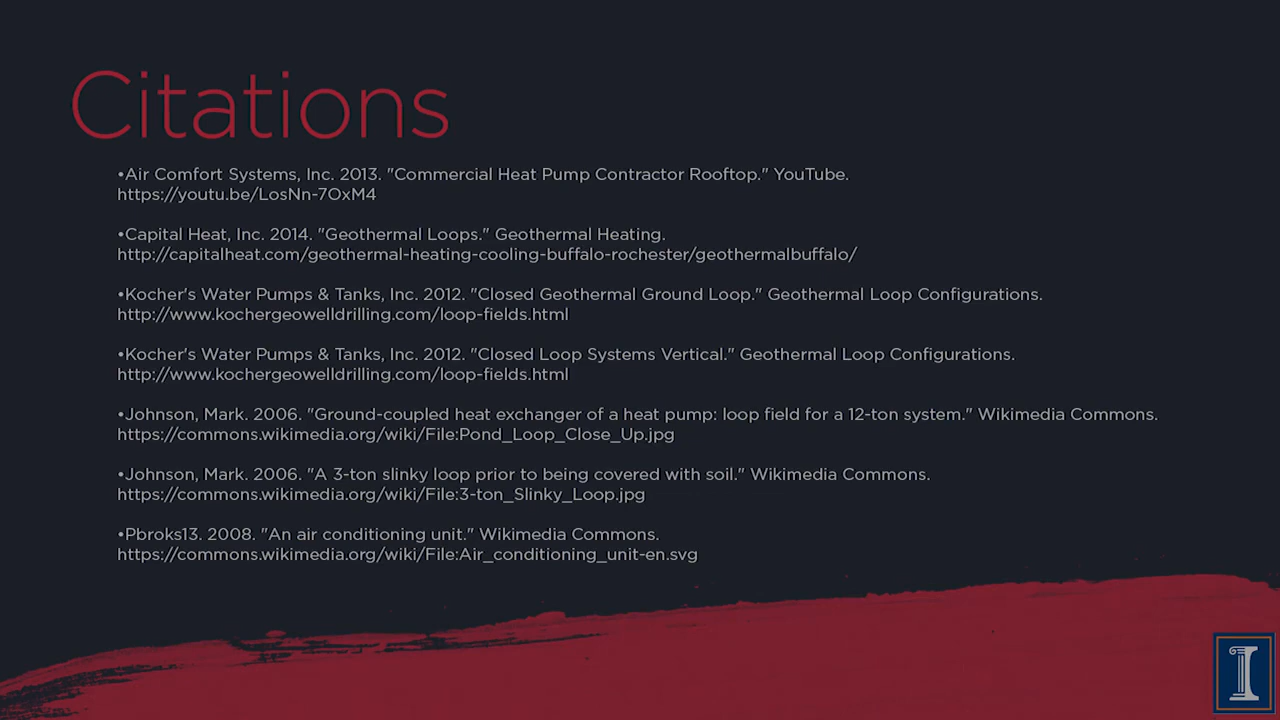 Citations
•Air Comfort Systems, Inc. 2013. "Commercial Heat Pump Contractor Rooftop." YouTube.
https://youtu.be/LosNn-7OxM4
•Capital Heat, Inc. 2014. "Geothermal Loops." Geothermal Heating.
http://capitalheat.com/geothermal-heating-cooling-buffalo-rochester/geothermalbuffalo/
•Kocher's Water Pumps & Tanks, Inc. 2012. "Closed Geothermal Ground Loop." Geothermal Loop Configurations.
http://www.kochergeowelldrilling.com/loop-fields.html
•Kocher's Water Pumps & Tanks, Inc. 2012. "Closed Loop Systems Vertical." Geothermal Loop Configurations.
http://www.kochergeowelldrilling.com/loop-fields.html
•Johnson, Mark. 2006. "Ground-coupled heat exchanger of a heat pump: loop field for a 12-ton system." Wikimedia Commons.
https://commons.wikimedia.org/wiki/File:Pond_Loop_Close_Up.jpg
•Johnson, Mark. 2006. "A 3-ton slinky loop prior to being covered with soil." Wikimedia Commons.
https://commons.wikimedia.org/wiki/File:3-ton_Slinky_Loop.jpg
•Pbroks13. 2008. "An air conditioning unit." Wikimedia Commons.
https://commons.wikimedia.org/wiki/File:Air_conditioning_unit-en.svg
I